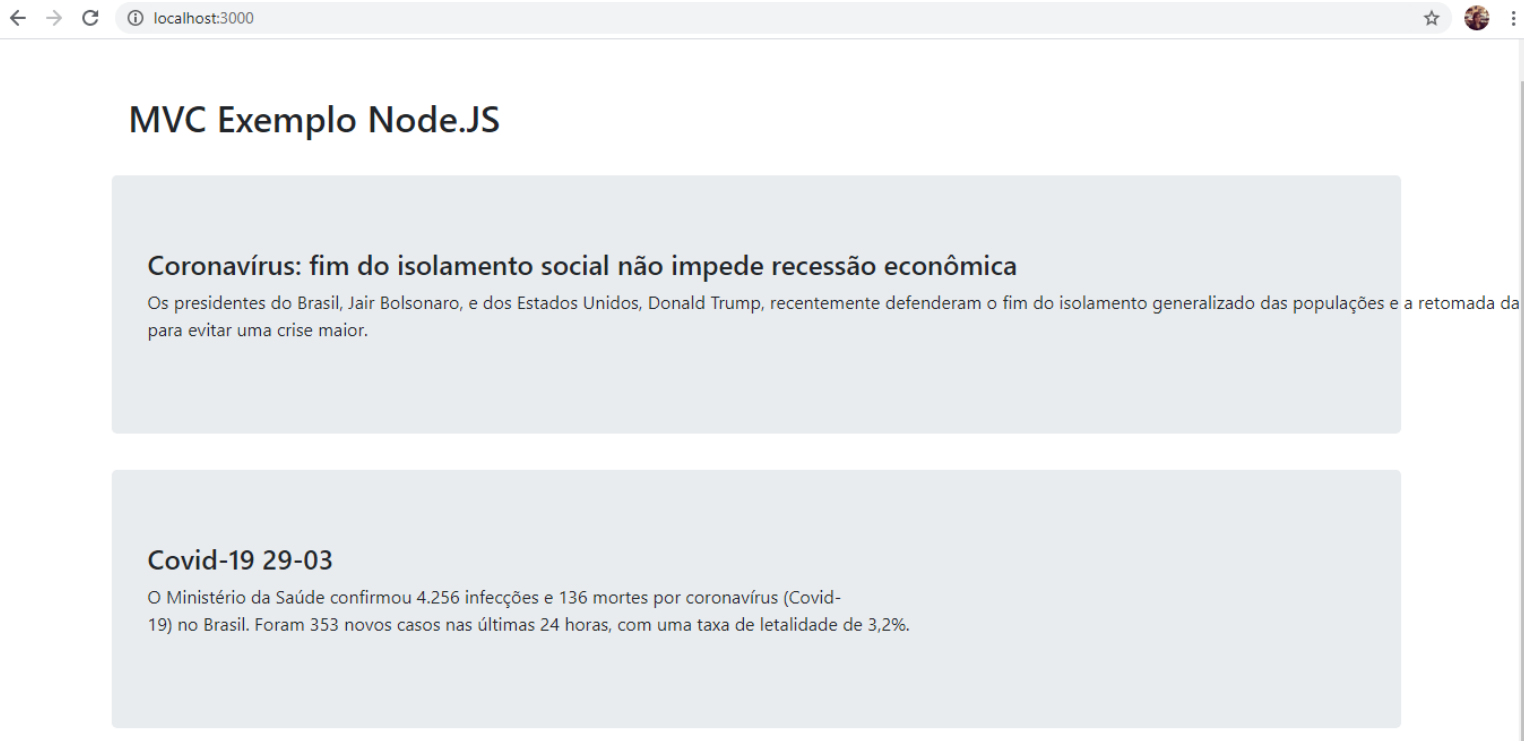 localhost:3000
MVC Exemplo Node.JS
Coronavírus: fim do isolamento social não impede recessão econômica
Os presidentes do Brasil, Jair Bolsonaro, e dos Estados Unidos, Donald Trump, recentemente defenderam o fim do isolamento generalizado das populações e a retomada da
para evitar uma crise maior.
Covid-19 29-03
O Ministério da Saúde confirmou 4.256 infecções e 136 mortes por coronavírus (Covid-
19) no Brasil. Foram 353 novos casos nas últimas 24 horas, com uma taxa de letalidade de 3,2%.